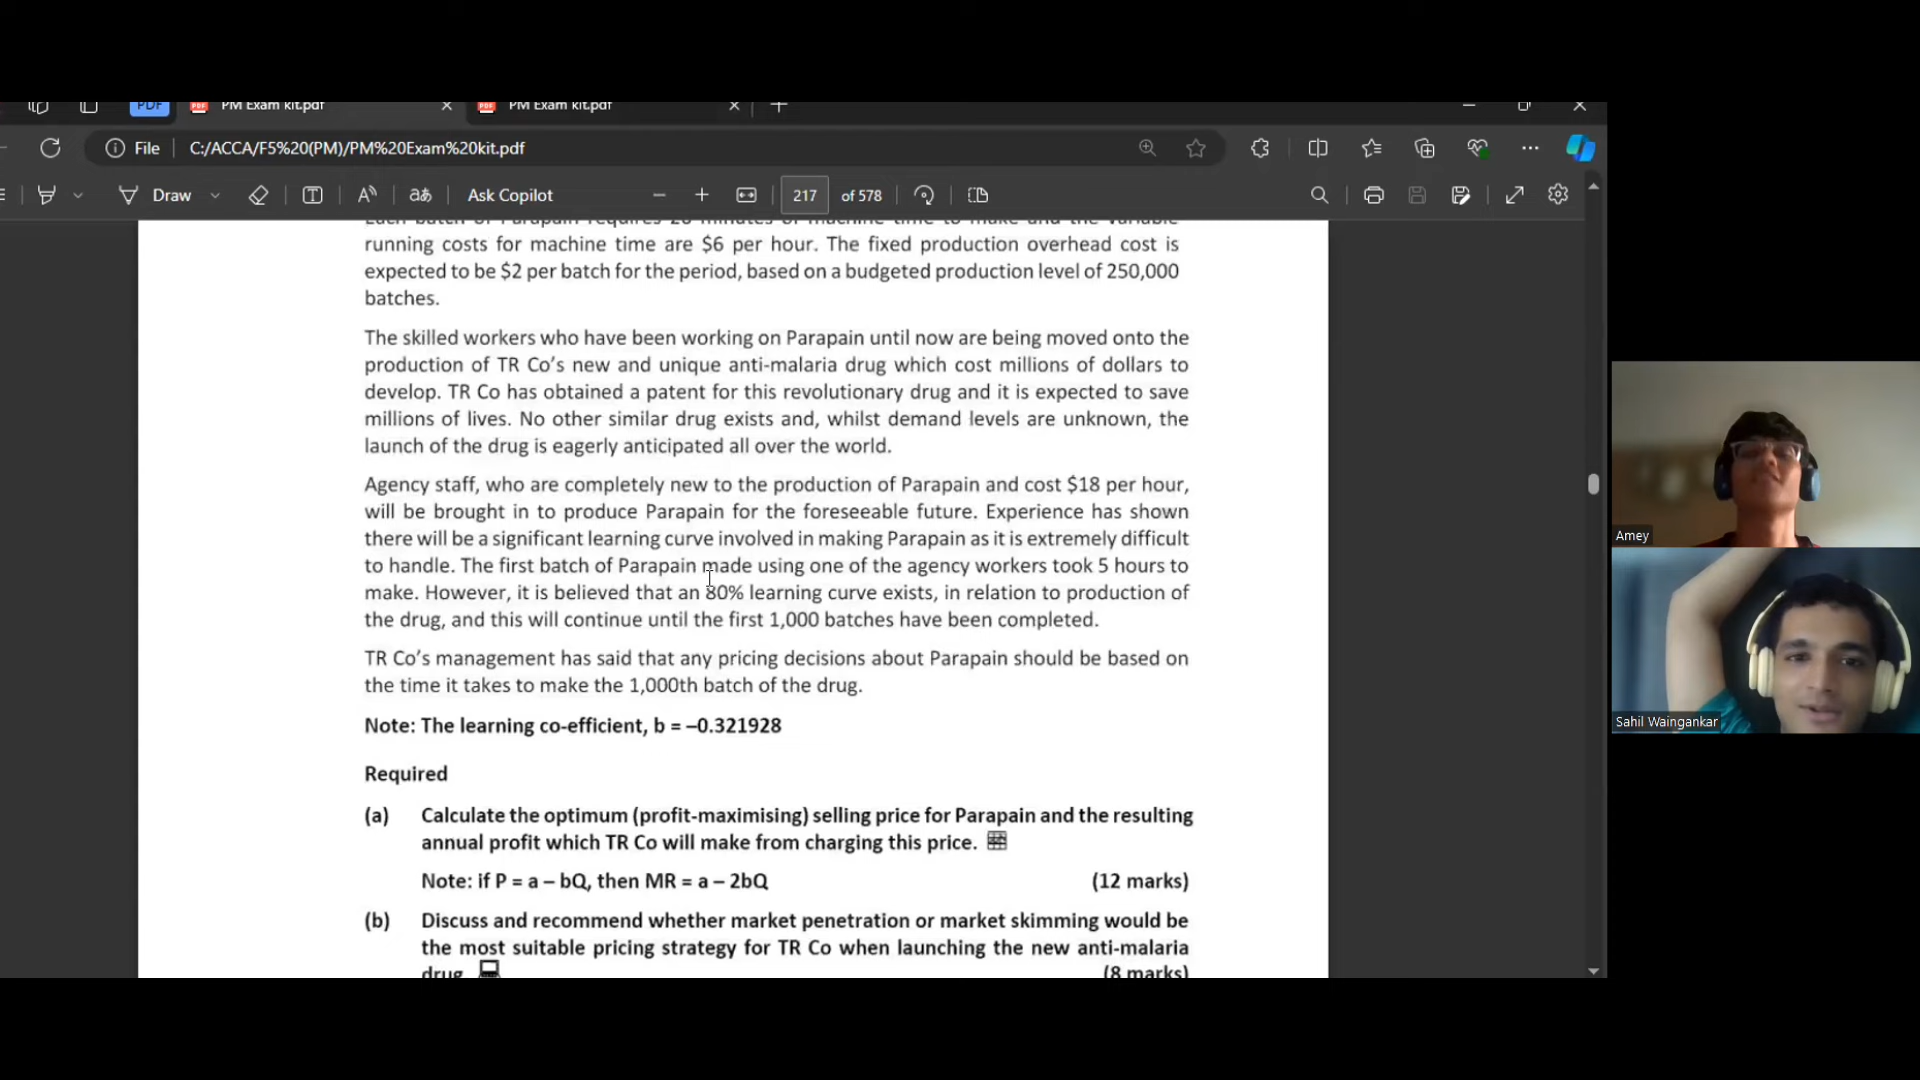 PDF PM Exam kit.pdf PM Exam kit.pdf
File C:/ACCA/F5%20(PM)/PM%20Exam%20kit.pdf
Draw Ask Copilot 217 of 578
Each batch of Parapain requires 20 minutes of machine time to make and the variable
running costs for machine time are $6 per hour. The fixed production overhead cost is
expected to be $2 per batch for the period, based on a budgeted production level of 250,000
batches.
The skilled workers who have been working on Parapain until now are being moved onto the
production of TR Co's new and unique anti-malaria drug which cost millions of dollars to
develop. TR Co has obtained a patent for this revolutionary drug and it is expected to save
millions of lives. No other similar drug exists and, whilst demand levels are unknown, the
launch of the drug is eagerly anticipated all over the world.
Agency staff, who are completely new to the production of Parapain and cost $18 per hour,
will be brought in to produce Parapain for the foreseeable future. Experience has shown
there will be a significant learning curve involved in making Parapain as it is extremely difficult
to handle. The first batch of Parapain made using one of the agency workers took 5 hours to
make. However, it is believed that an 80% learning curve exists, in relation to production of
the drug, and this will continue until the first 1,000 batches have been completed.
TR Co's management has said that any pricing decisions about Parapain should be based on
the time it takes to make the 1,000th batch of the drug.
Note: The learning co-efficient, b = –0.321928
Required
(a) Calculate the optimum (profit-maximising) selling price for Parapain and the resulting
annual profit which TR Co will make from charging this price.
Note: if P = a – bQ, then MR = a – 2bQ (12 marks)
(b) Discuss and recommend whether market penetration or market skimming would be
the most suitable pricing strategy for TR Co when launching the new anti-malaria
drug. (8 marks)
Amey
Sahil Waingankar